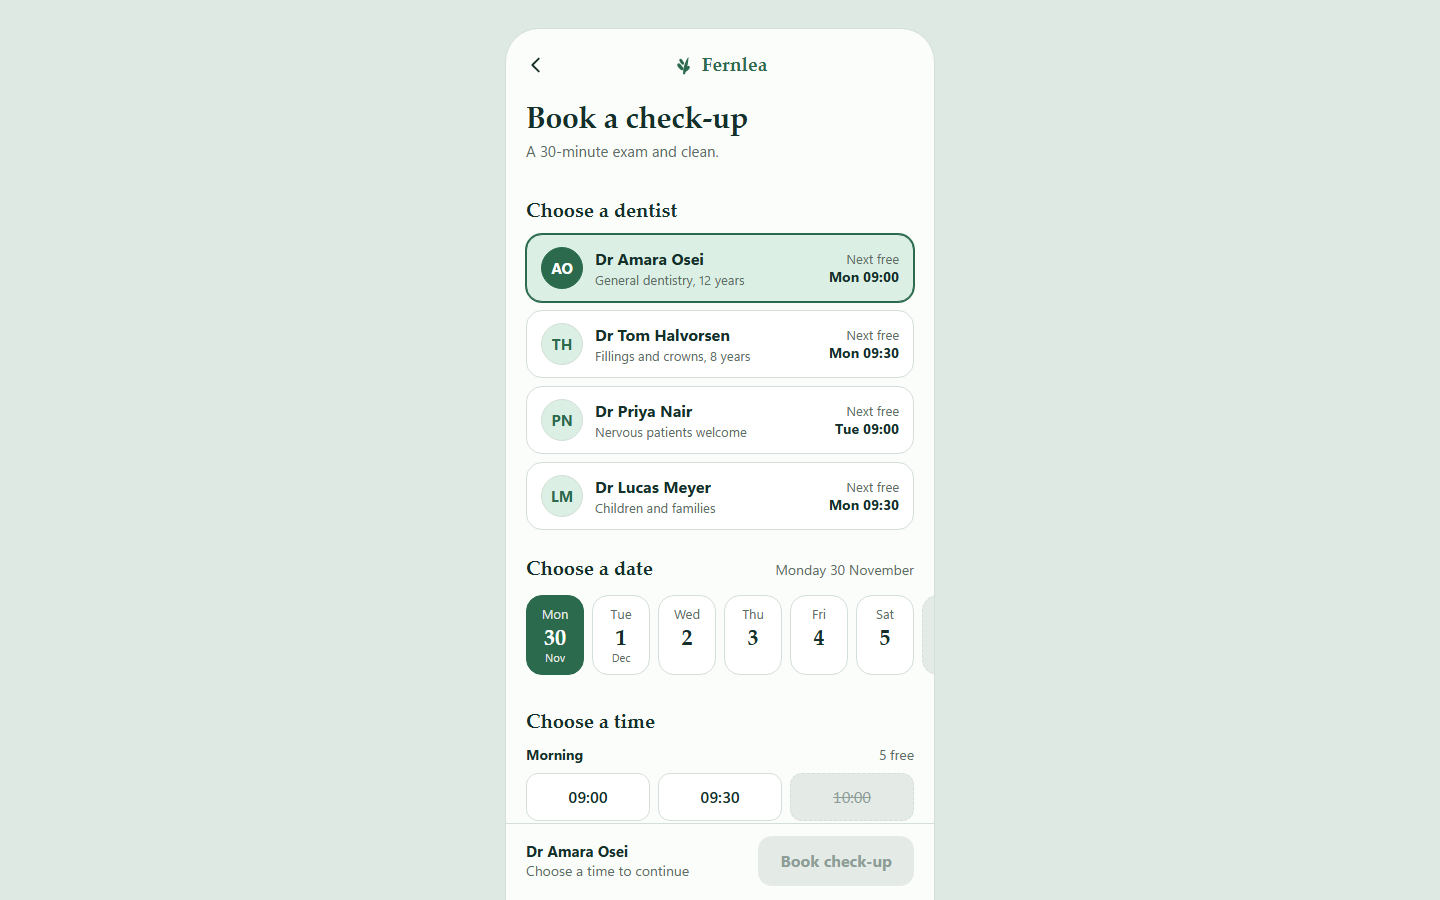 Fernlea
Book a check-up
A 30-minute exam and clean.
Choose a dentist
AO
Dr Amara Osei
General dentistry, 12 years
Next free
Mon 09:00
TH
Dr Tom Halvorsen
Fillings and crowns, 8 years
Next free
Mon 09:30
PN
Dr Priya Nair
Nervous patients welcome
Next free
Tue 09:00
LM
Dr Lucas Meyer
Children and families
Next free
Mon 09:30
Choose a date
Monday 30 November
Mon
30
Nov
Tue
1
Dec
Wed
2
Thu
3
Fri
4
Sat
5
Choose a time
Morning
5 free
09:00
09:30
10:00
Dr Amara Osei
Choose a time to continue
Book check-up